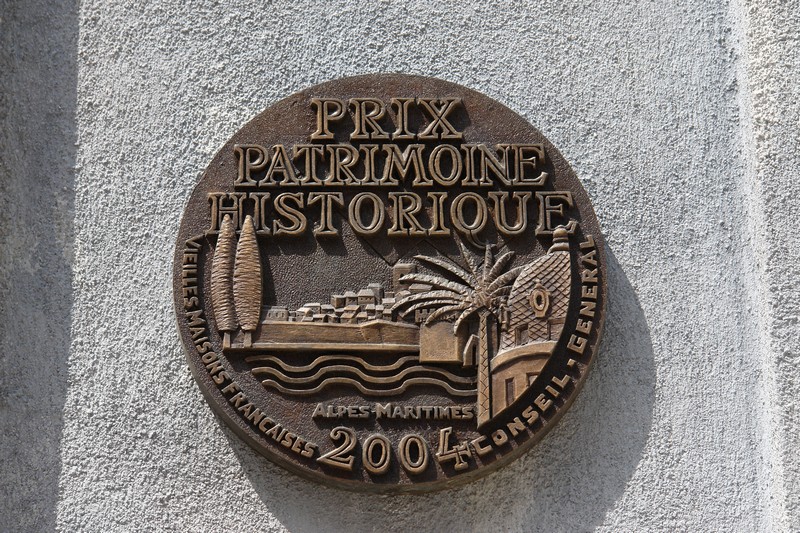 PRIX
PATRIMOINE
HISTORIQUE
VIEILLES-MAISONS FRANÇAISES
ALPES-MARITIMES
2004
CONSEIL-GENERAL